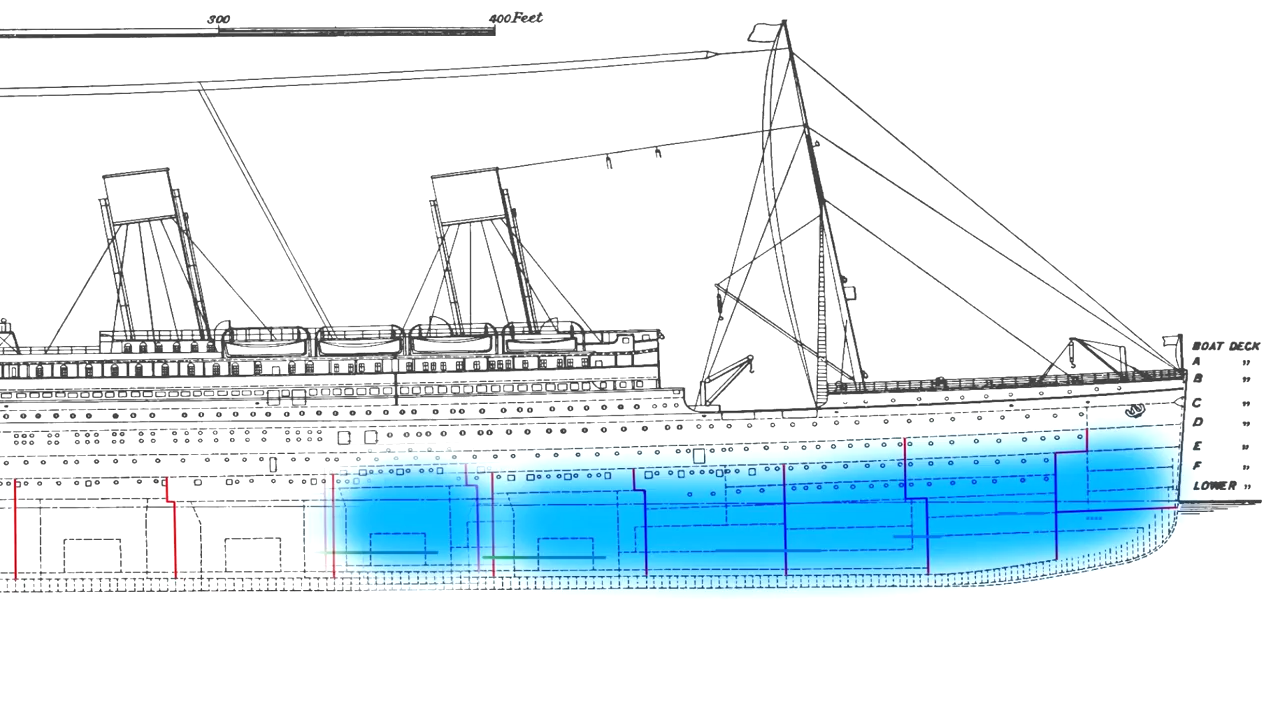 300
400 Feet
BOAT DECK
A „
B „
C „
D „
E „
F „
LOWER „